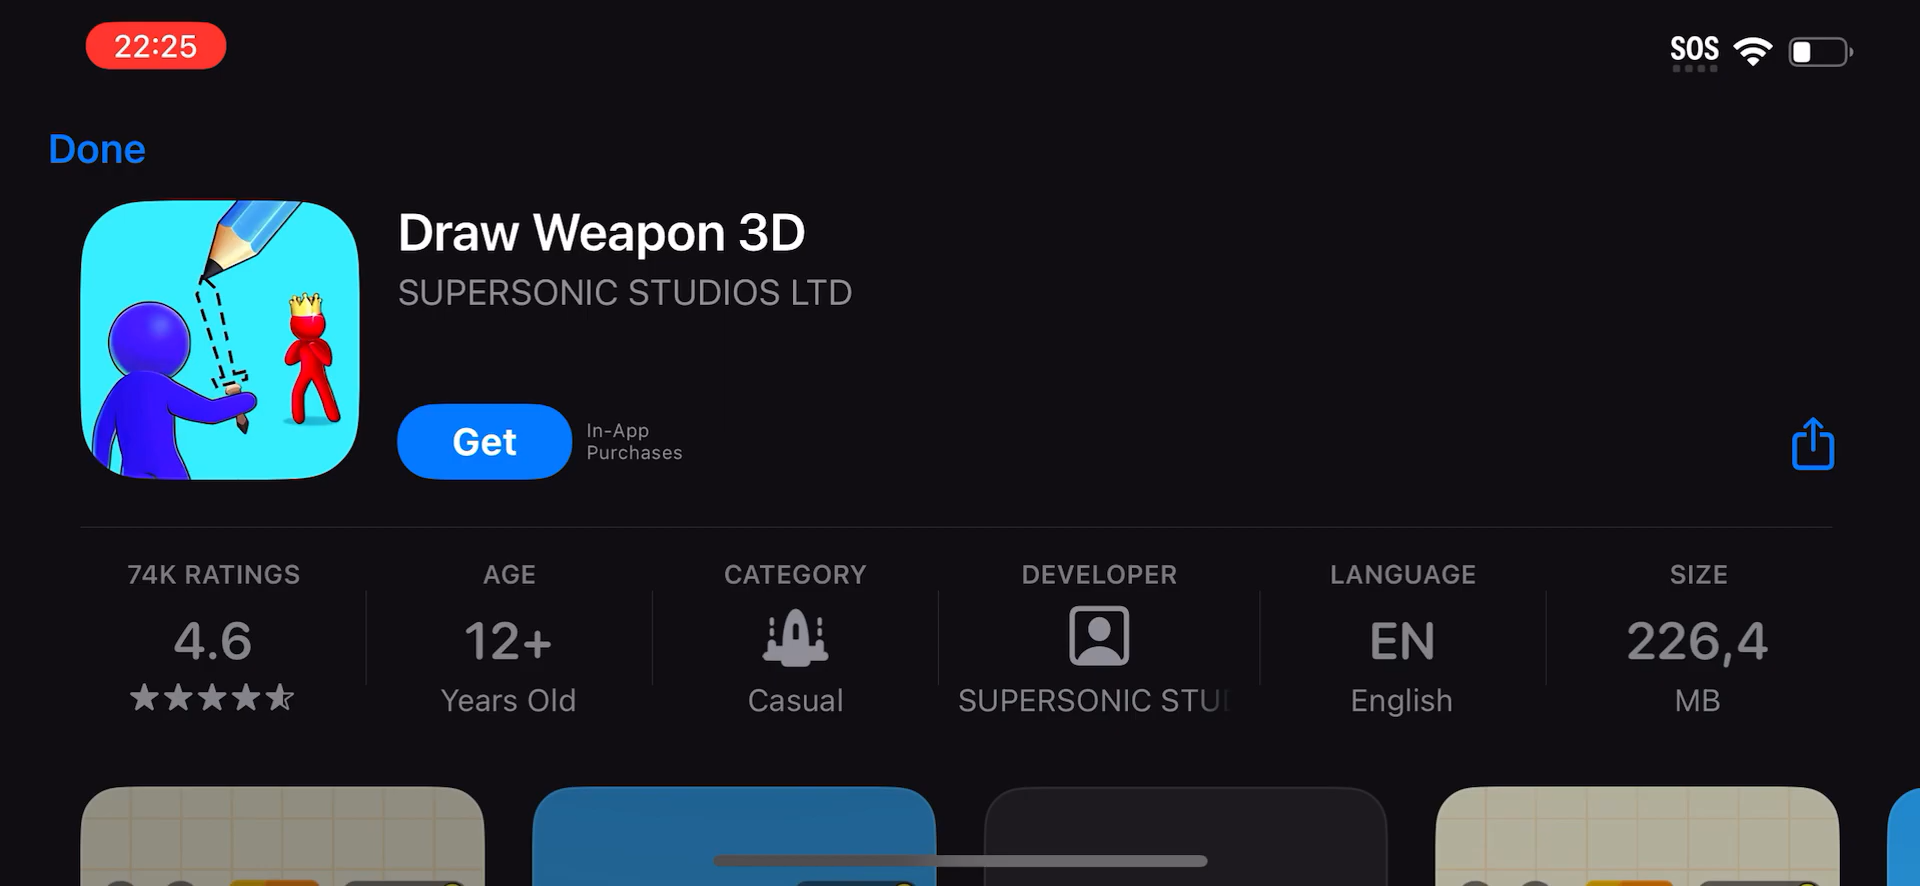 22:25
SOS
Done
Draw Weapon 3D
SUPERSONIC STUDIOS LTD
Get
In-App
Purchases
74K RATINGS
4.6
AGE
12+
Years Old
CATEGORY
Casual
DEVELOPER
SUPERSONIC STU
LANGUAGE
EN
English
SIZE
226,4
MB